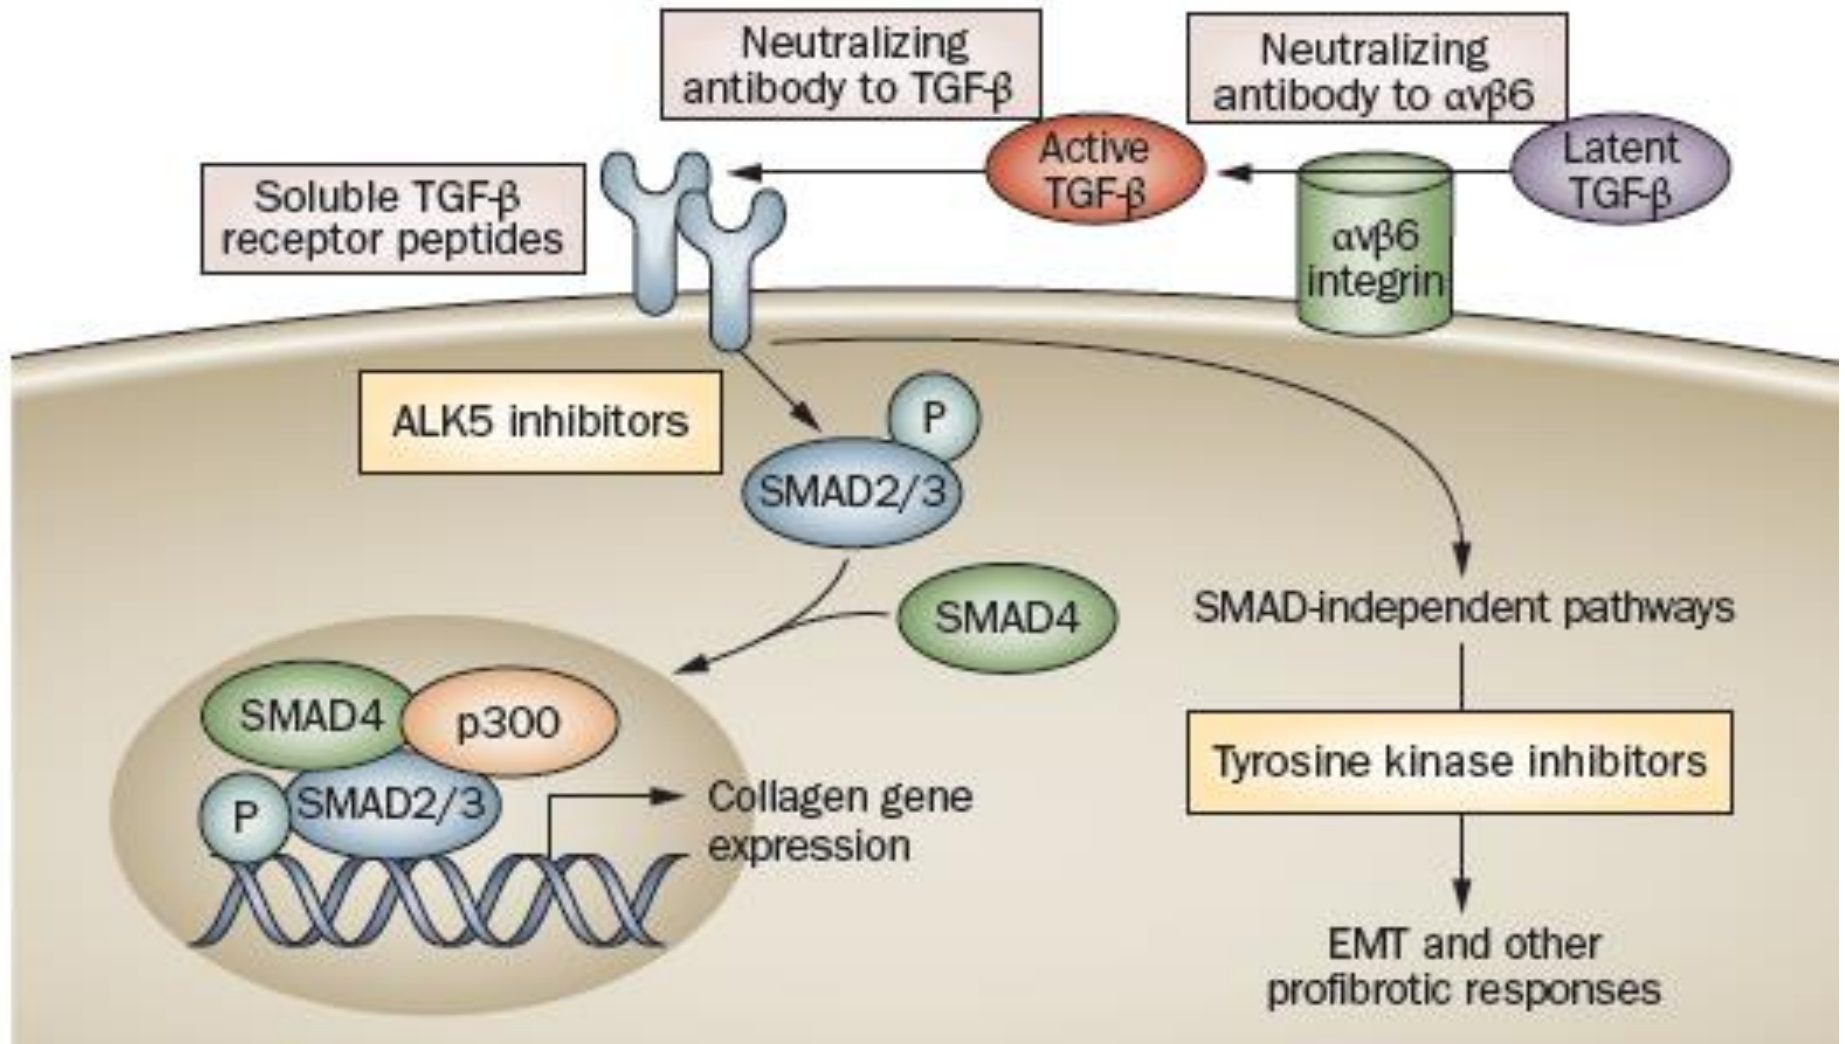 Neutralizing
antibody to TGF-β
Neutralizing
antibody to αvβ6
Soluble TGF-β
receptor peptides
Active
TGF-β
αvβ6
integrin
Latent
TGF-β
ALK5 inhibitors
P
SMAD2/3
SMAD4
SMAD-independent pathways
SMAD4
p300
P
SMAD2/3
Collagen gene
expression
Tyrosine kinase inhibitors
EMT and other
profibrotic responses